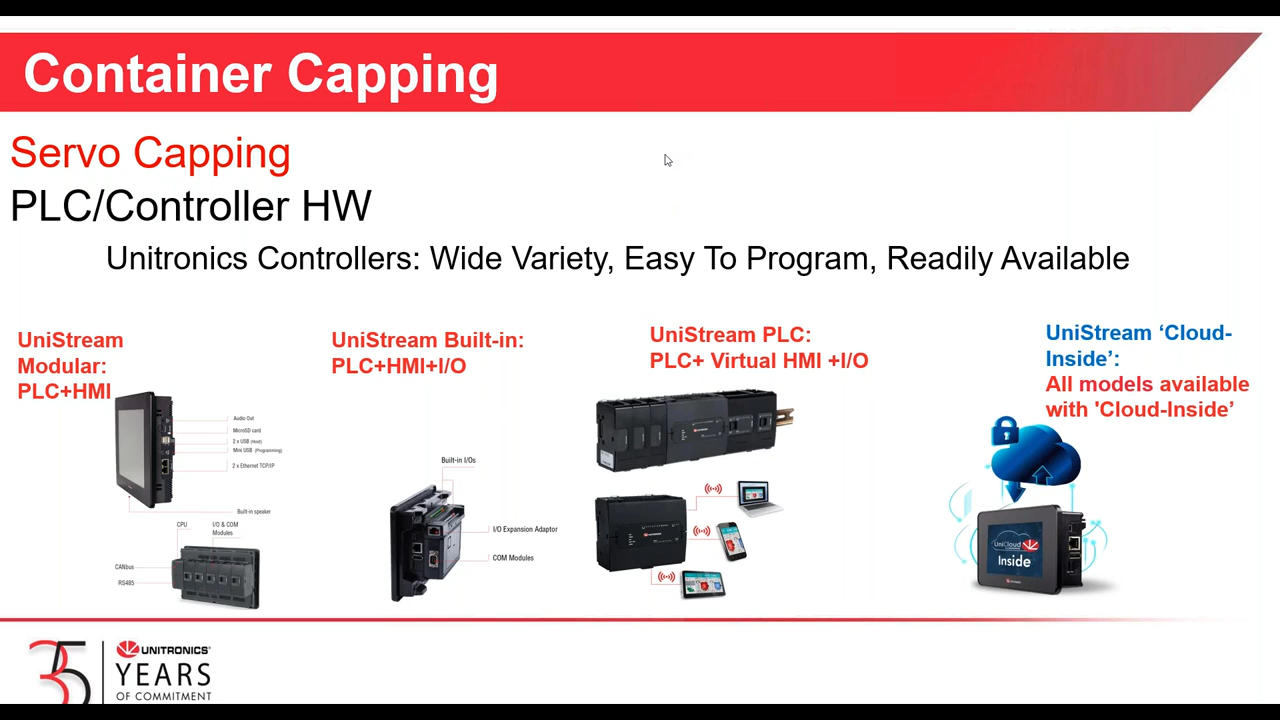 Container Capping
Servo Capping
PLC/Controller HW
Unitronics Controllers: Wide Variety, Easy To Program, Readily Available
UniStream
Modular:
PLC+HMI
Audio Out
MicroSD card
2 x USB (Host)
Mini USB (Programming)
2 x Ethernet TCP/IP
Built-in speaker
CPU
I/O & COM
Modules
CANbus
RS485
UniStream Built-in:
PLC+HMI+I/O
Built-in I/Os
I/O Expansion Adaptor
COM Modules
UniStream PLC:
PLC+ Virtual HMI +I/O
UniStream ‘Cloud-
Inside’:
All models available
with 'Cloud-Inside’
UniCloud
Inside
35
UNITRONICS
YEARS
OF COMMITMENT